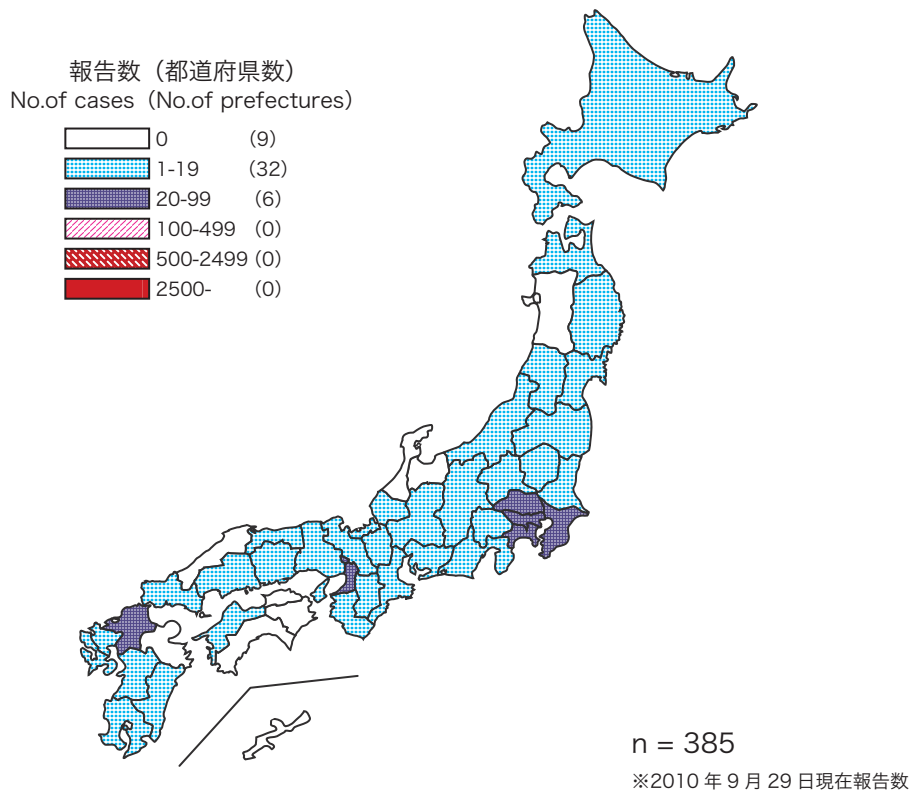 報告数（都道府県数）
No.of cases（No.of prefectures）
0 (9)
1-19 (32)
20-99 (6)
100-499 (0)
500-2499 (0)
2500- (0)
n = 385
※2010 年 9 月 29 日現在報告数